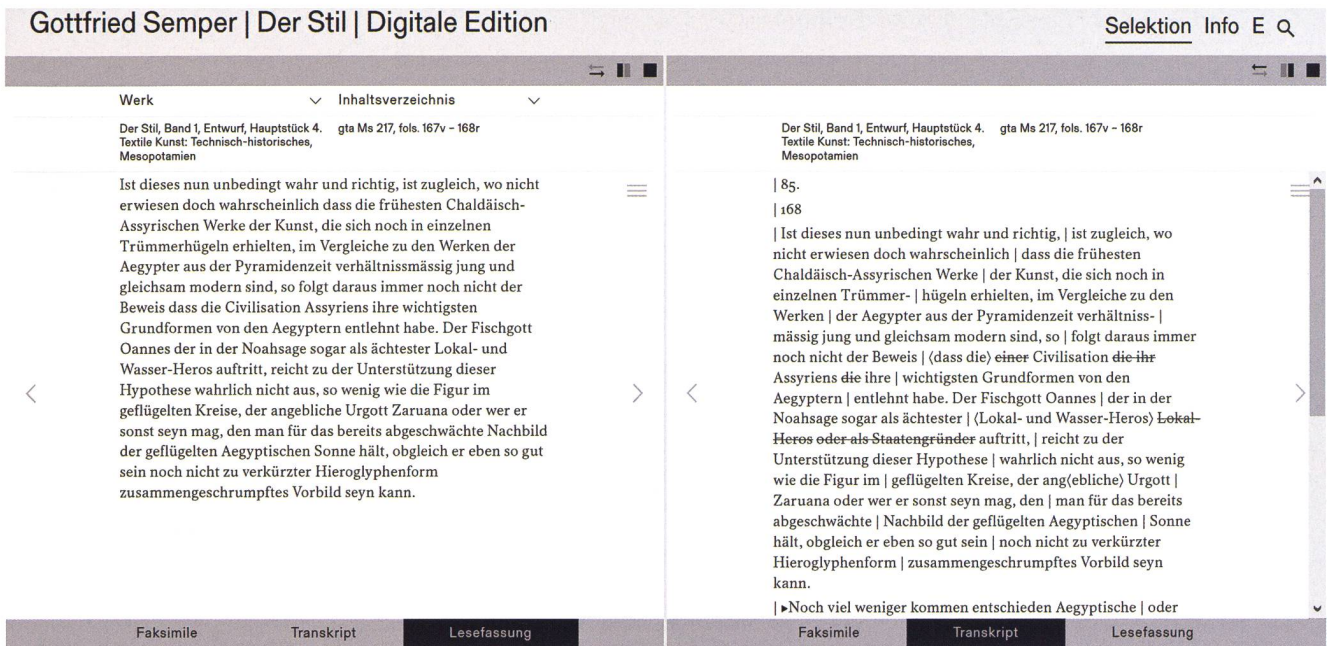 Gottfried Semper | Der Stil | Digitale Edition
Selektion Info E
Werk
Inhaltsverzeichnis
Der Stil, Band 1, Entwurf, Hauptstück 4.
Textile Kunst: Technisch-historisches,
Mesopotamien
gta Ms 217, fols. 167v – 168r
Ist dieses nun unbedingt wahr und richtig, ist zugleich, wo nicht
erwiesen doch wahrscheinlich dass die frühesten Chaldäisch-
Assyrischen Werke der Kunst, die sich noch in einzelnen
Trümmerhügeln erhielten, im Vergleiche zu den Werken der
Aegypter aus der Pyramidenzeit verhältnissmässig jung und
gleichsam modern sind, so folgt daraus immer noch nicht der
Beweis dass die Civilisation Assyriens ihre wichtigsten
Grundformen von den Aegyptern entlehnt habe. Der Fischgott
Oannes der in der Noahsage sogar als ächtester Lokal- und
Wasser-Heros auftritt, reicht zu der Unterstützung dieser
Hypothese wahrlich nicht aus, so wenig wie die Figur im
geflügelten Kreise, der angebliche Urgott Zaruana oder wer er
sonst seyn mag, den man für das bereits abgeschwächte Nachbild
der geflügelten Aegyptischen Sonne hält, obgleich er eben so gut
sein noch nicht zu verkürzter Hieroglyphenform
zusammengeschrumpftes Vorbild seyn kann.
Faksimile
Transkript
Lesefassung
Der Stil, Band 1, Entwurf, Hauptstück 4.
Textile Kunst: Technisch-historisches,
Mesopotamien
gta Ms 217, fols. 167v – 168r
| 85.
| 168
| Ist dieses nun unbedingt wahr und richtig, | ist zugleich, wo
nicht erwiesen doch wahrscheinlich | dass die frühesten
Chaldäisch-Assyrischen Werke | der Kunst, die sich noch in
einzelnen Trümmer- | hügeln erhielten, im Vergleiche zu den
Werken | der Aegypter aus der Pyramidenzeit verhältniss- |
mässig jung und gleichsam modern sind, so | folgt daraus immer
noch nicht der Beweis | ⟨dass die⟩ einer Civilisation die ihr
Assyriens die ihre | wichtigsten Grundformen von den
Aegyptern | entlehnt habe. Der Fischgott Oannes | der in der
Noahsage sogar als ächtester | ⟨Lokal- und Wasser-Heros⟩ Lokal-
Heros oder als Staatengründer auftritt, | reicht zu der
Unterstützung dieser Hypothese | wahrlich nicht aus, so wenig
wie die Figur im | geflügelten Kreise, der ang⟨ebliche⟩ Urgott |
Zaruana oder wer er sonst seyn mag, den | man für das bereits
abgeschwächte | Nachbild der geflügelten Aegyptischen | Sonne
hält, obgleich er eben so gut sein | noch nicht zu verkürzter
Hieroglyphenform | zusammengeschrumpftes Vorbild seyn
kann.
| ▸Noch viel weniger kommen entschieden Aegyptische | oder
Faksimile
Transkript
Lesefassung